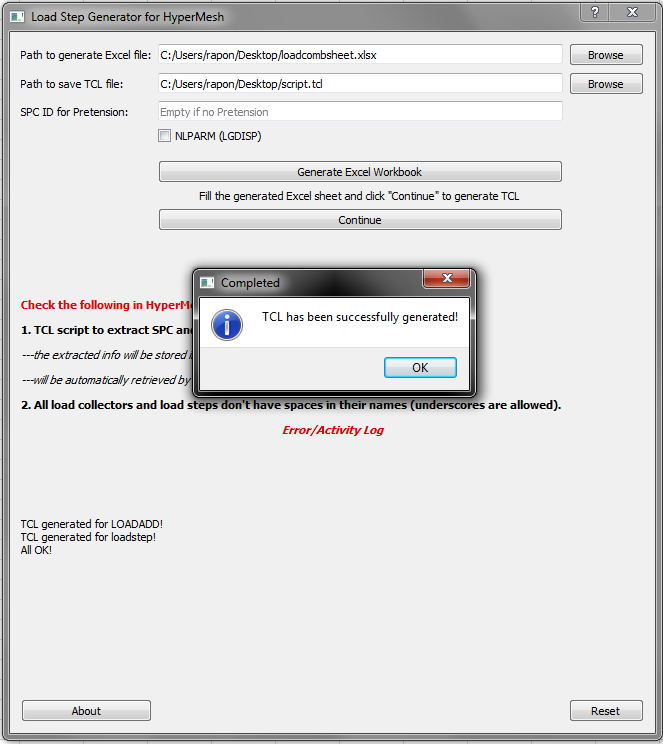 Load Step Generator for HyperMesh
Path to generate Excel file: C:/Users/rapon/Desktop/loadcombsheet.xlsx Browse
Path to save TCL file: C:/Users/rapon/Desktop/script.tcl Browse
SPC ID for Pretension: Empty if no Pretension
NLPARM (LGDISP)
Generate Excel Workbook
Fill the generated Excel sheet and click "Continue" to generate TCL
Continue
Completed
TCL has been successfully generated!
OK
Check the following in HyperMe
1. TCL script to extract SPC and
---the extracted info will be stored
---will be automatically retrieved by
2. All load collectors and load steps don't have spaces in their names (underscores are allowed).
Error/Activity Log
TCL generated for LOADADD!
TCL generated for loadstep!
All OK!
About Reset